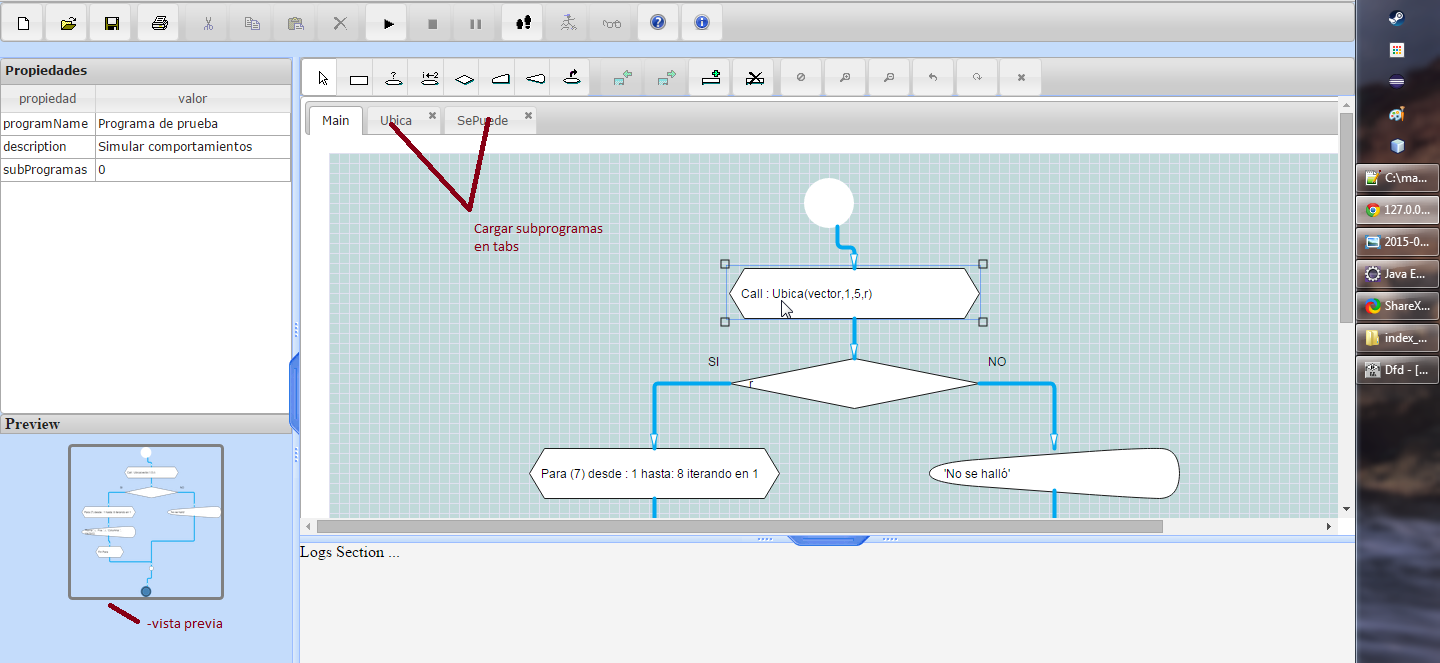 Propiedades
propiedad valor
programName Programa de prueba
description Simular comportamientos
subProgramas 0
Preview
-vista previa
Main Ubica SePuede
Cargar subprogramas
en tabs
Call : Ubica(vector,1,5,r)
SI NO
r
Para (7) desde : 1 hasta: 8 iterando en 1
'No se halló'
Logs Section ...
C:\ma...
127.0.0...
2015-0...
Java E...
ShareX...
index_...
Dfd - [...